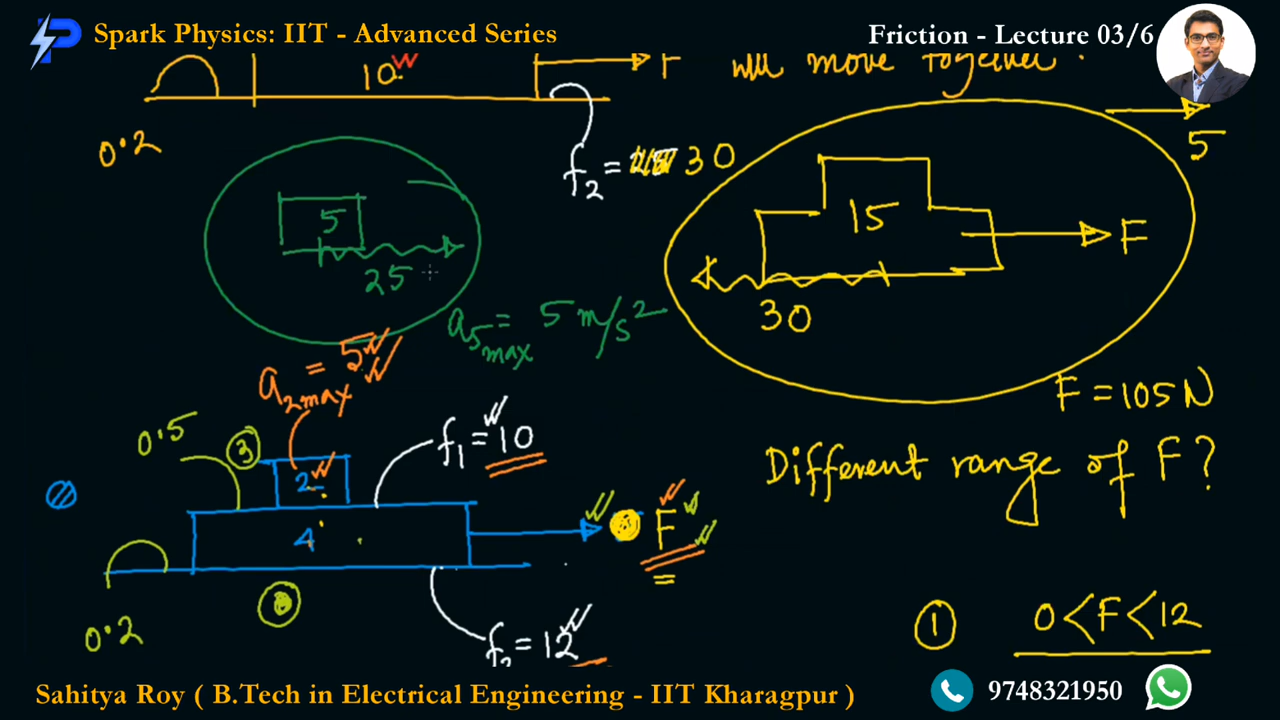 Spark Physics: IIT - Advanced Series
Friction - Lecture 03/6
10
F
will move together.
0.2
f2 = 30
5
5
25
15
F
30
a5max = 5 m/s²
a2max = 5
F = 105 N
0.5
3
2
f1 = 10
Different range of F?
4
F
0.2
f2 = 12
① 0<F<12
Sahitya Roy ( B.Tech in Electrical Engineering - IIT Kharagpur )
9748321950